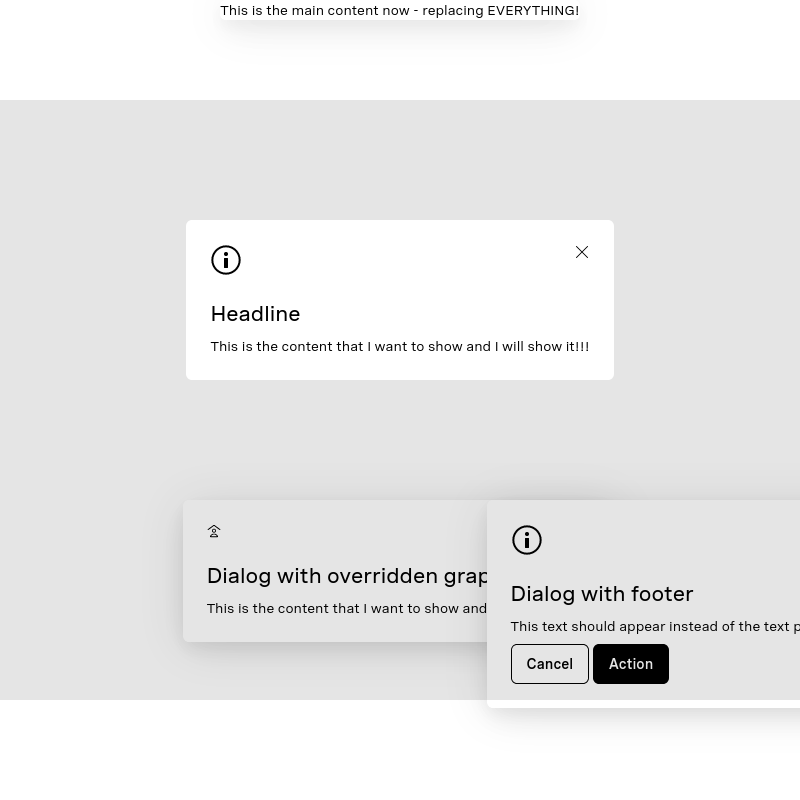 This is the main content now - replacing EVERYTHING!
Headline
This is the content that I want to show and I will show it!!!
Dialog with overridden grap
This is the content that I want to show and
Dialog with footer
This text should appear instead of the text p
Cancel
Action